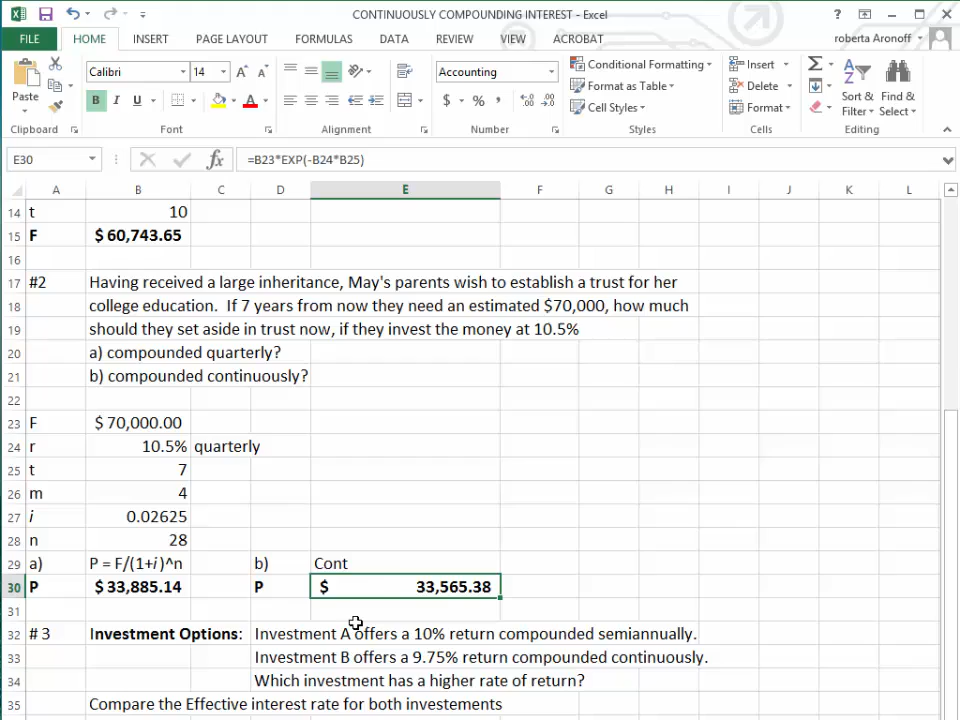 CONTINUOUSLY COMPOUNDING INTEREST - Excel
?
FILE HOME INSERT PAGE LAYOUT FORMULAS DATA REVIEW VIEW ACROBAT roberta Aronoff
Paste
Calibri 14 A A
B I U A
Accounting
$ % ,
Conditional Formatting
Format as Table
Cell Styles
Insert
Delete
Format
Sort & Filter
Find & Select
Clipboard Font Alignment Number Styles Cells Editing
E30 fx =B23*EXP(-B24*B25)
A B C D E F G H I J K L
14 t 10
15 F $ 60,743.65
16
17 #2 Having received a large inheritance, May's parents wish to establish a trust for her
18 college education. If 7 years from now they need an estimated $70,000, how much
19 should they set aside in trust now, if they invest the money at 10.5%
20 a) compounded quarterly?
21 b) compounded continuously?
22
23 F $ 70,000.00
24 r 10.5% quarterly
25 t 7
26 m 4
27 i 0.02625
28 n 28
29 a) P = F/(1+i)^n b) Cont
30 P $ 33,885.14 P $ 33,565.38
31
32 # 3 Investment Options: Investment A offers a 10% return compounded semiannually.
33 Investment B offers a 9.75% return compounded continuously.
34 Which investment has a higher rate of return?
35 Compare the Effective interest rate for both investements